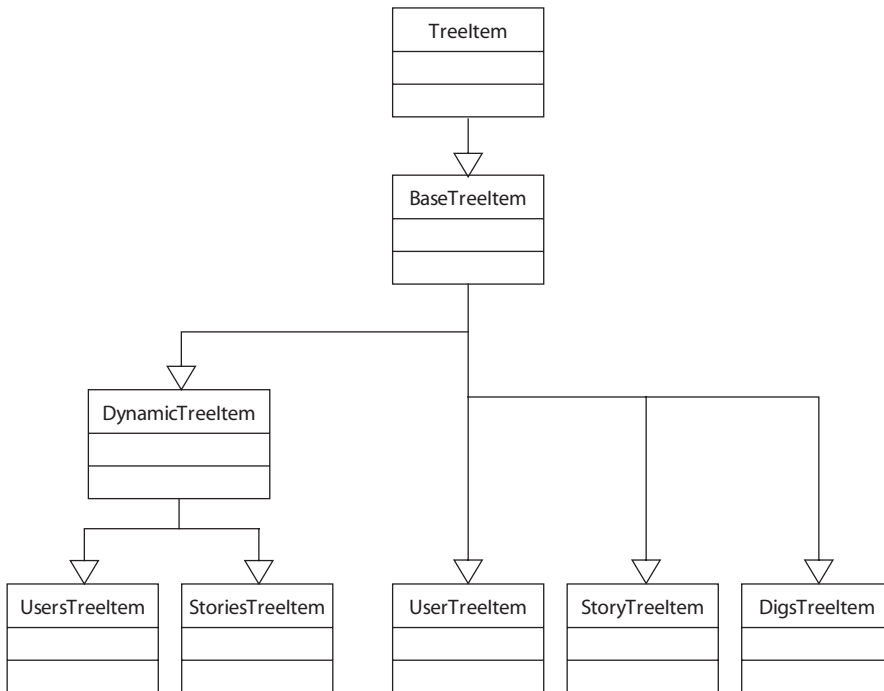 TreeItem
BaseTreeItem
DynamicTreeItem
UsersTreeItem
StoriesTreeItem
UserTreeItem
StoryTreeItem
DigsTreeItem